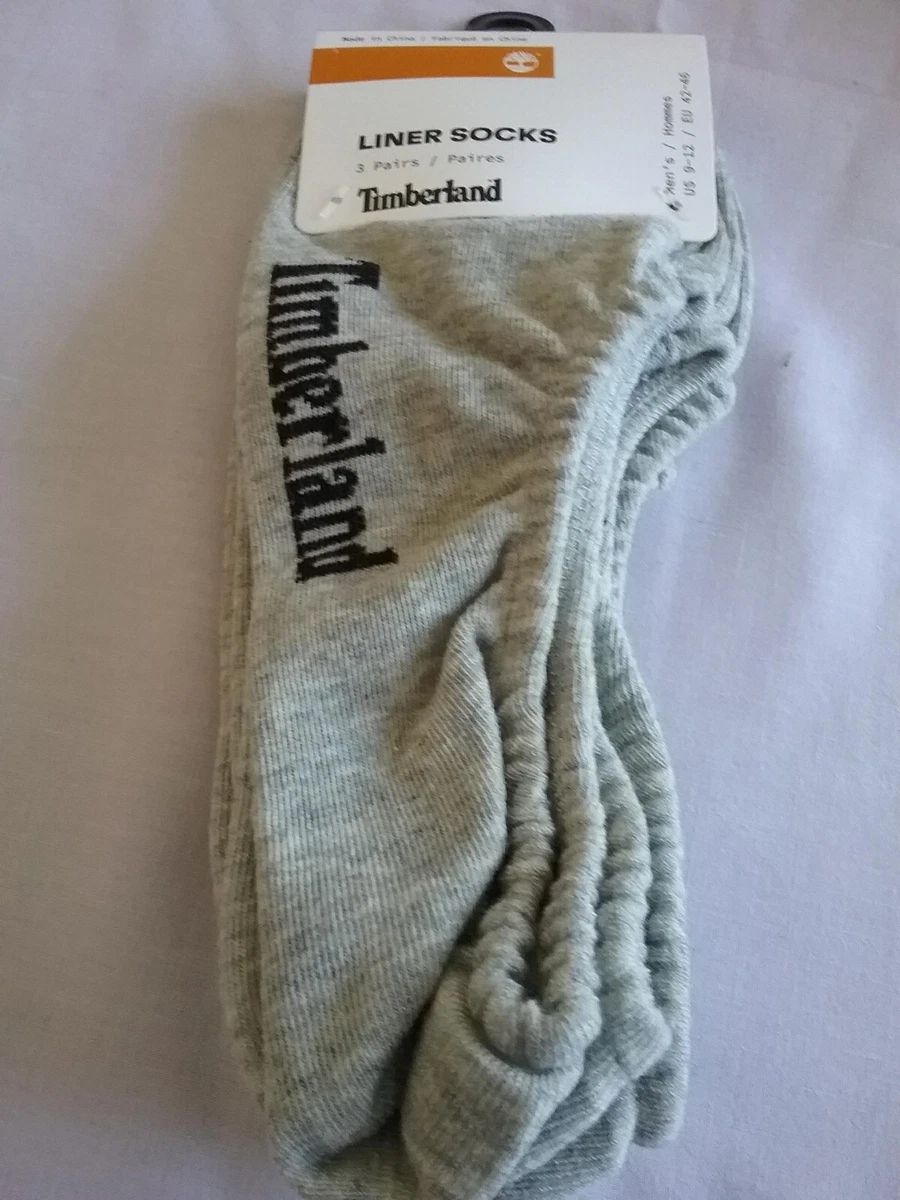 Made in China / Fabriqué en Chine
LINER SOCKS
3 Pairs / Paires
Timberland
Men's / Hommes
US 9-12 / EU 42-46
Timberland